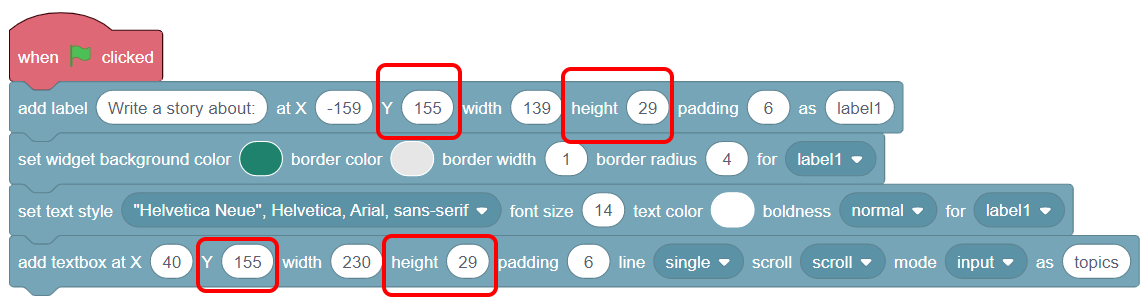 when clicked
add label Write a story about: at X -159 Y 155 width 139 height 29 padding 6 as label1
set widget background color border color border width 1 border radius 4 for label1
set text style "Helvetica Neue", Helvetica, Arial, sans-serif font size 14 text color boldness normal for label1
add textbox at X 40 Y 155 width 230 height 29 padding 6 line single scroll scroll mode input as topics